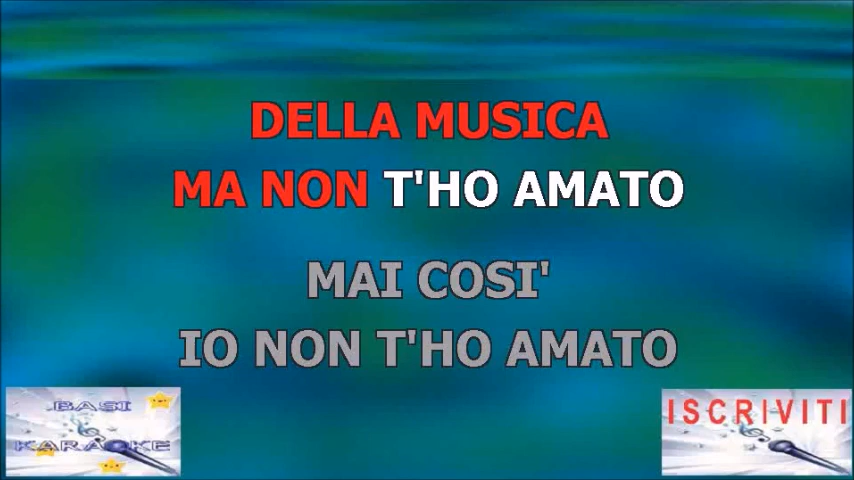 DELLA MUSICA
MA NON T'HO AMATO
MAI COSI'
IO NON T'HO AMATO
BASI
KARAOKE
ISCRIVITI